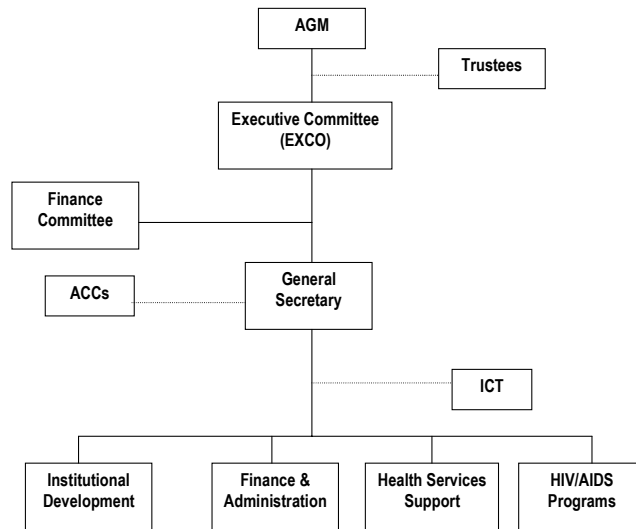 AGM
Trustees
Executive Committee
(EXCO)
Finance
Committee
General
Secretary
ACCs
ICT
Institutional
Development
Finance &
Administration
Health Services
Support
HIV/AIDS
Programs